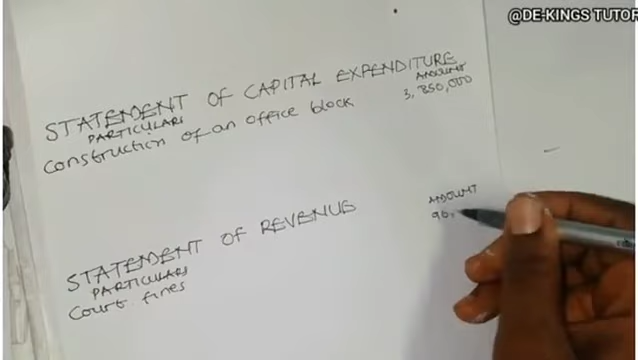 @DE-KINGS TUTOR
STATEMENT OF CAPITAL EXPENDITURE
PARTICULARS AMOUNT
Construction of an office block 3,850,000
STATEMENT OF REVENUE
PARTICULARS AMOUNT
Court fines 90,